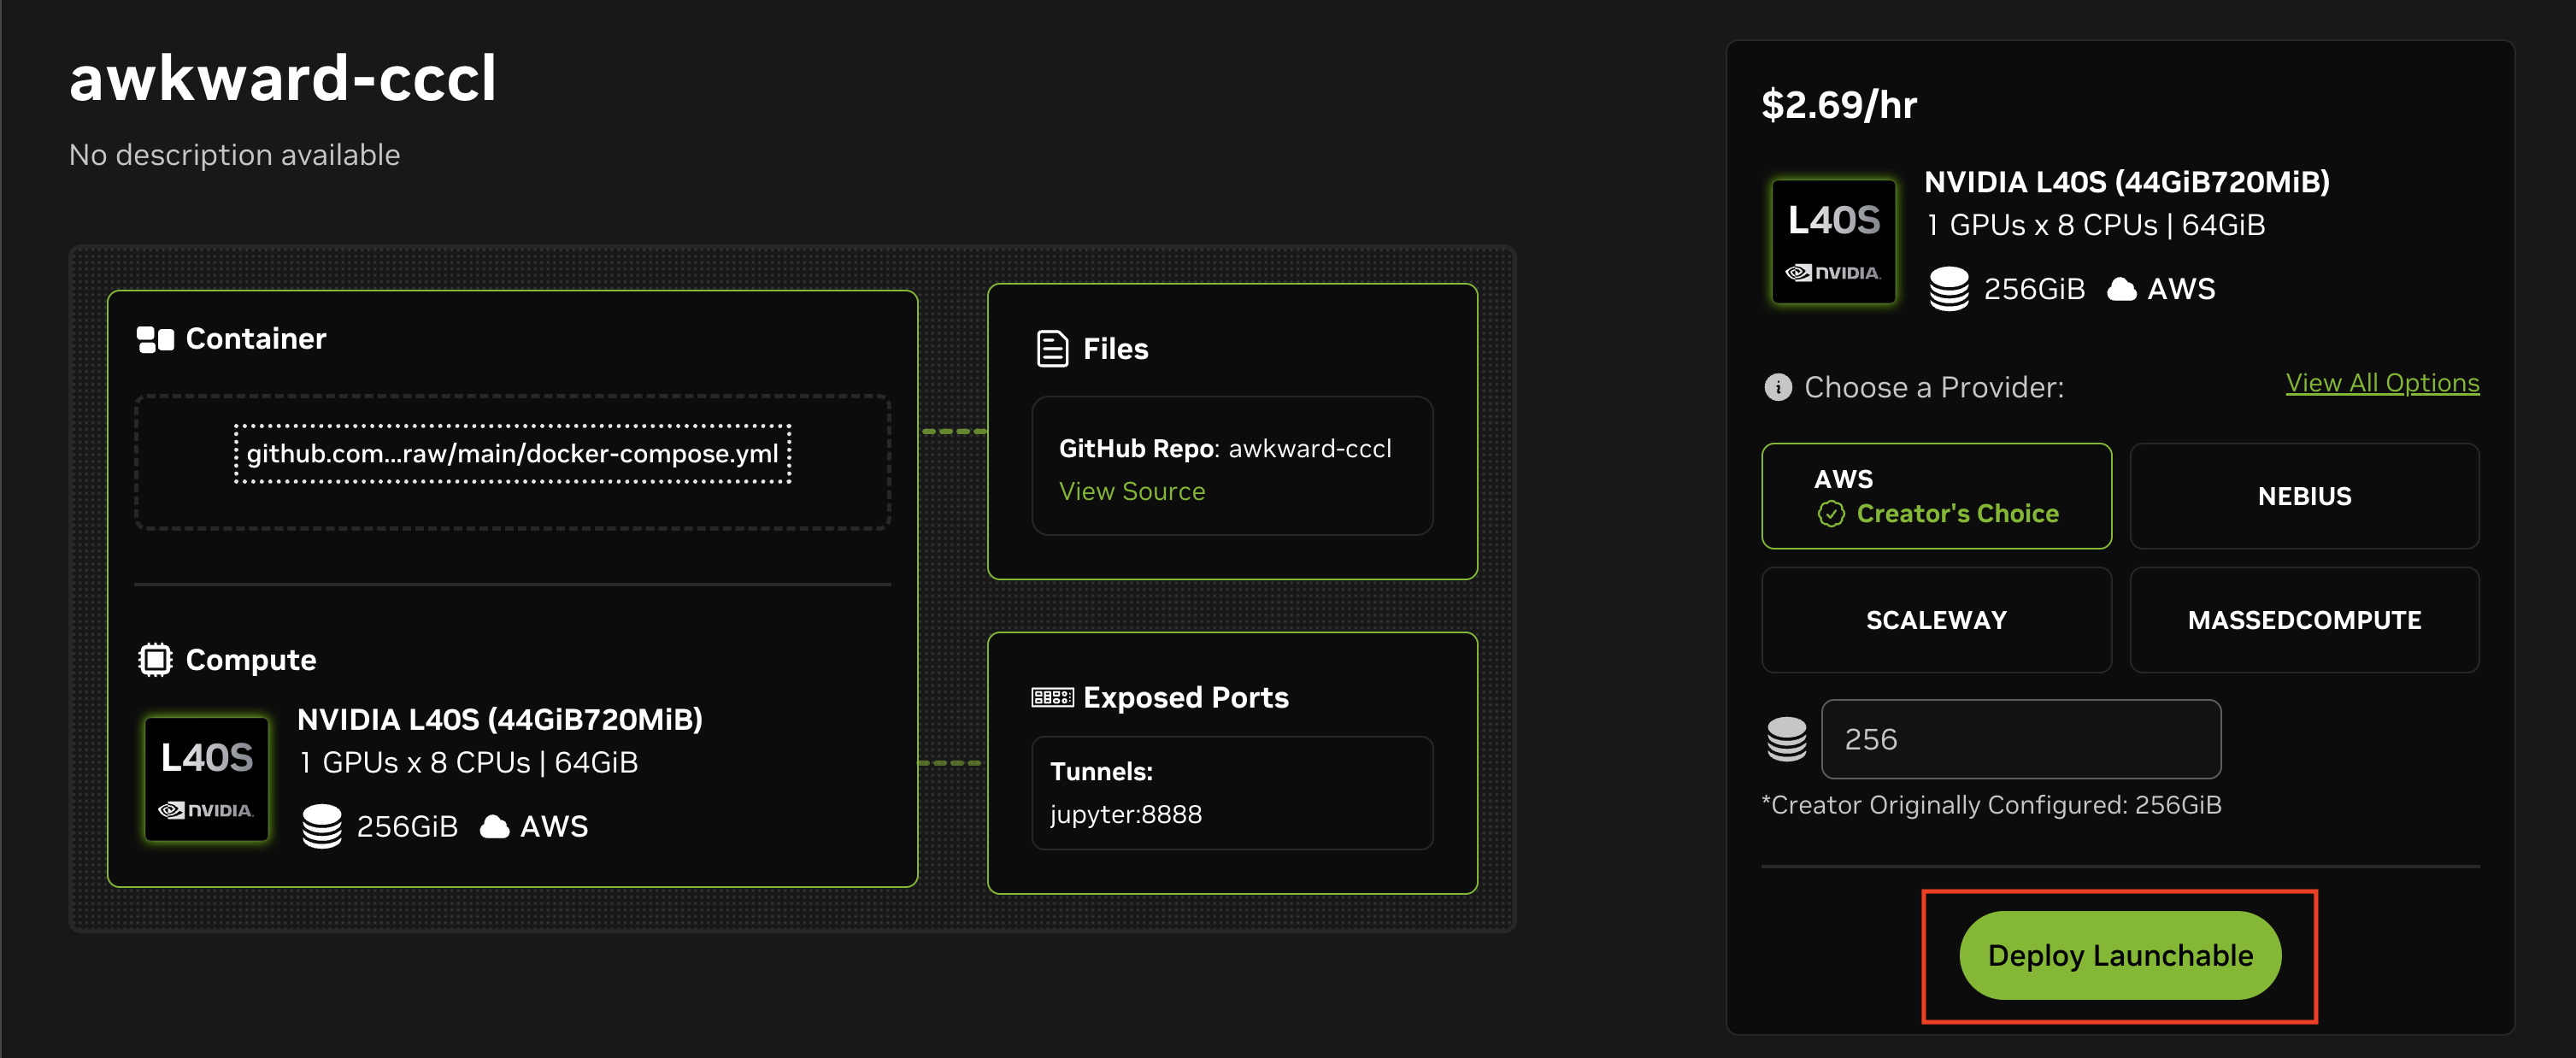 awkward-cccl
No description available
Container
github.com...raw/main/docker-compose.yml
Compute
L40S
NVIDIA.
NVIDIA L40S (44GiB720MiB)
1 GPUs x 8 CPUs | 64GiB
256GiB AWS
Files
GitHub Repo: awkward-cccl
View Source
Exposed Ports
Tunnels:
jupyter:8888
$2.69/hr
L40S
NVIDIA.
NVIDIA L40S (44GiB720MiB)
1 GPUs x 8 CPUs | 64GiB
256GiB AWS
Choose a Provider:
View All Options
AWS
Creator's Choice
NEBIUS
SCALEWAY
MASSEDCOMPUTE
256
*Creator Originally Configured: 256GiB
Deploy Launchable